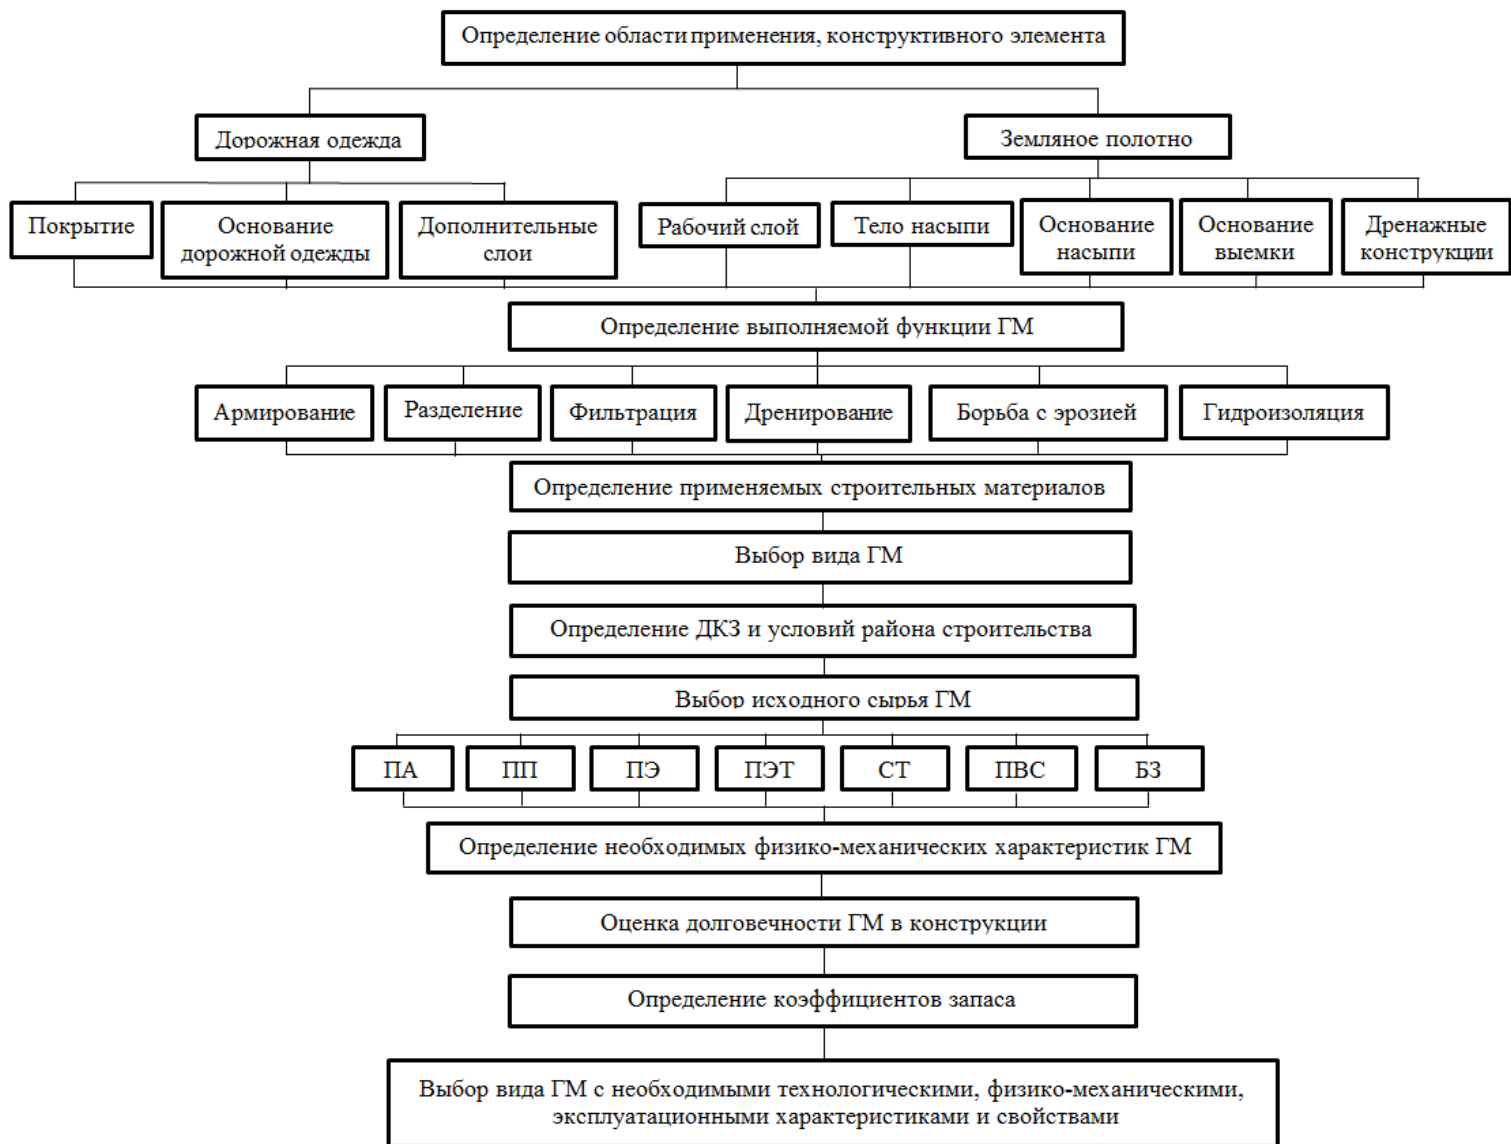 Определение области применения, конструктивного элемента
Дорожная одежда
Земляное полотно
Покрытие
Основание
дорожной одежды
Дополнительные
слои
Рабочий слой
Тело насыпи
Основание
насыпи
Основание
выемки
Дренажные
конструкции
Определение выполняемой функции ГМ
Армирование
Разделение
Фильтрация
Дренирование
Борьба с эрозией
Гидроизоляция
Определение применяемых строительных материалов
Выбор вида ГМ
Определение ДКЗ и условий района строительства
Выбор исходного сырья ГМ
ПА
ПП
ПЭ
ПЭТ
СТ
ПВС
БЗ
Определение необходимых физико-механических характеристик ГМ
Оценка долговечности ГМ в конструкции
Определение коэффициентов запаса
Выбор вида ГМ с необходимыми технологическими, физико-механическими,
эксплуатационными характеристиками и свойствами